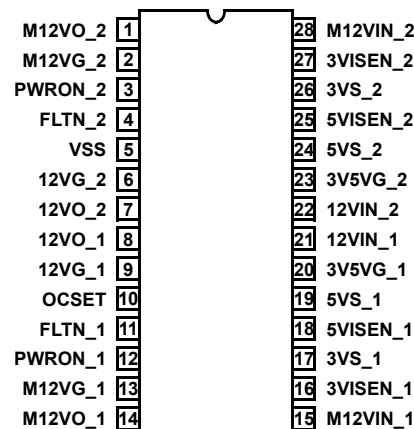 M12VO_2 1 28 M12VIN_2
M12VG_2 2 27 3VISEN_2
PWRON_2 3 26 3VS_2
FLTN_2 4 25 5VISEN_2
VSS 5 24 5VS_2
12VG_2 6 23 3V5VG_2
12VO_2 7 22 12VIN_2
12VO_1 8 21 12VIN_1
12VG_1 9 20 3V5VG_1
OCSET 10 19 5VS_1
FLTN_1 11 18 5VISEN_1
PWRON_1 12 17 3VS_1
M12VG_1 13 16 3VISEN_1
M12VO_1 14 15 M12VIN_1